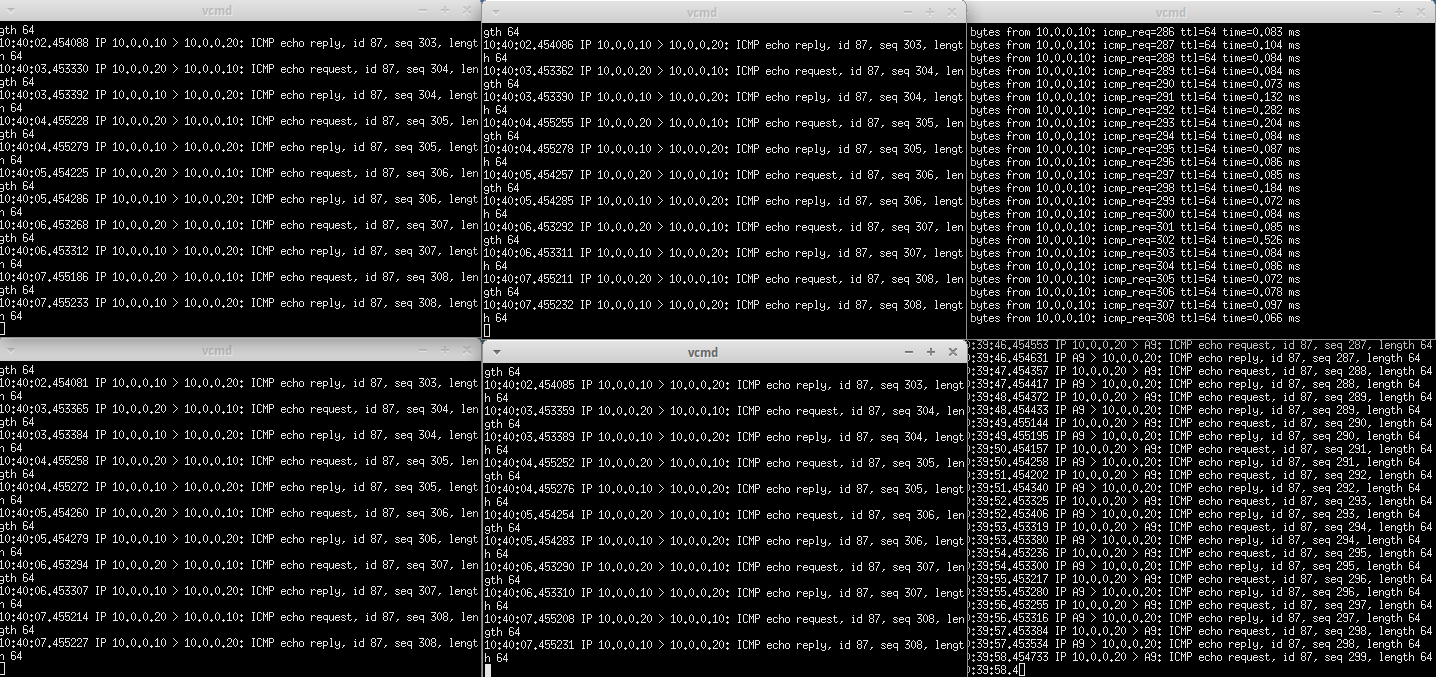 vcmd
gth 64
10:40:02.454088 IP 10.0.0.10 > 10.0.0.20: ICMP echo reply, id 87, seq 303, lengt
h 64
10:40:03.453330 IP 10.0.0.20 > 10.0.0.10: ICMP echo request, id 87, seq 304, len
gth 64
10:40:03.453392 IP 10.0.0.10 > 10.0.0.20: ICMP echo reply, id 87, seq 304, lengt
h 64
10:40:04.455228 IP 10.0.0.20 > 10.0.0.10: ICMP echo request, id 87, seq 305, len
gth 64
10:40:04.455279 IP 10.0.0.10 > 10.0.0.20: ICMP echo reply, id 87, seq 305, lengt
h 64
10:40:05.454225 IP 10.0.0.20 > 10.0.0.10: ICMP echo request, id 87, seq 306, len
gth 64
10:40:05.454286 IP 10.0.0.10 > 10.0.0.20: ICMP echo reply, id 87, seq 306, lengt
h 64
10:40:06.453268 IP 10.0.0.20 > 10.0.0.10: ICMP echo request, id 87, seq 307, len
gth 64
10:40:06.453312 IP 10.0.0.10 > 10.0.0.20: ICMP echo reply, id 87, seq 307, lengt
h 64
10:40:07.455186 IP 10.0.0.20 > 10.0.0.10: ICMP echo request, id 87, seq 308, len
gth 64
10:40:07.455233 IP 10.0.0.10 > 10.0.0.20: ICMP echo reply, id 87, seq 308, lengt
h 64
vcmd
gth 64
10:40:02.454086 IP 10.0.0.10 > 10.0.0.20: ICMP echo reply, id 87, seq 303, lengt
h 64
10:40:03.453362 IP 10.0.0.20 > 10.0.0.10: ICMP echo request, id 87, seq 304, len
gth 64
10:40:03.453390 IP 10.0.0.10 > 10.0.0.20: ICMP echo reply, id 87, seq 304, lengt
h 64
10:40:04.455255 IP 10.0.0.20 > 10.0.0.10: ICMP echo request, id 87, seq 305, len
gth 64
10:40:04.455278 IP 10.0.0.10 > 10.0.0.20: ICMP echo reply, id 87, seq 305, lengt
h 64
10:40:05.454257 IP 10.0.0.20 > 10.0.0.10: ICMP echo request, id 87, seq 306, len
gth 64
10:40:05.454285 IP 10.0.0.10 > 10.0.0.20: ICMP echo reply, id 87, seq 306, lengt
h 64
10:40:06.453292 IP 10.0.0.20 > 10.0.0.10: ICMP echo request, id 87, seq 307, len
gth 64
10:40:06.453311 IP 10.0.0.10 > 10.0.0.20: ICMP echo reply, id 87, seq 307, lengt
h 64
10:40:07.455211 IP 10.0.0.20 > 10.0.0.10: ICMP echo request, id 87, seq 308, len
gth 64
10:40:07.455232 IP 10.0.0.10 > 10.0.0.20: ICMP echo reply, id 87, seq 308, lengt
h 64
vcmd
bytes from 10.0.0.10: icmp_req=286 ttl=64 time=0.083 ms
bytes from 10.0.0.10: icmp_req=287 ttl=64 time=0.104 ms
bytes from 10.0.0.10: icmp_req=288 ttl=64 time=0.084 ms
bytes from 10.0.0.10: icmp_req=289 ttl=64 time=0.084 ms
bytes from 10.0.0.10: icmp_req=290 ttl=64 time=0.073 ms
bytes from 10.0.0.10: icmp_req=291 ttl=64 time=0.132 ms
bytes from 10.0.0.10: icmp_req=292 ttl=64 time=0.282 ms
bytes from 10.0.0.10: icmp_req=293 ttl=64 time=0.204 ms
bytes from 10.0.0.10: icmp_req=294 ttl=64 time=0.084 ms
bytes from 10.0.0.10: icmp_req=295 ttl=64 time=0.087 ms
bytes from 10.0.0.10: icmp_req=296 ttl=64 time=0.086 ms
bytes from 10.0.0.10: icmp_req=297 ttl=64 time=0.085 ms
bytes from 10.0.0.10: icmp_req=298 ttl=64 time=0.184 ms
bytes from 10.0.0.10: icmp_req=299 ttl=64 time=0.072 ms
bytes from 10.0.0.10: icmp_req=300 ttl=64 time=0.084 ms
bytes from 10.0.0.10: icmp_req=301 ttl=64 time=0.085 ms
bytes from 10.0.0.10: icmp_req=302 ttl=64 time=0.526 ms
bytes from 10.0.0.10: icmp_req=303 ttl=64 time=0.084 ms
bytes from 10.0.0.10: icmp_req=304 ttl=64 time=0.086 ms
bytes from 10.0.0.10: icmp_req=305 ttl=64 time=0.072 ms
bytes from 10.0.0.10: icmp_req=306 ttl=64 time=0.078 ms
bytes from 10.0.0.10: icmp_req=307 ttl=64 time=0.097 ms
bytes from 10.0.0.10: icmp_req=308 ttl=64 time=0.066 ms
vcmd
gth 64
10:40:02.454081 IP 10.0.0.10 > 10.0.0.20: ICMP echo reply, id 87, seq 303, lengt
h 64
10:40:03.453365 IP 10.0.0.20 > 10.0.0.10: ICMP echo request, id 87, seq 304, len
gth 64
10:40:03.453384 IP 10.0.0.10 > 10.0.0.20: ICMP echo reply, id 87, seq 304, lengt
h 64
10:40:04.455258 IP 10.0.0.20 > 10.0.0.10: ICMP echo request, id 87, seq 305, len
gth 64
10:40:04.455272 IP 10.0.0.10 > 10.0.0.20: ICMP echo reply, id 87, seq 305, lengt
h 64
10:40:05.454260 IP 10.0.0.20 > 10.0.0.10: ICMP echo request, id 87, seq 306, len
gth 64
10:40:05.454279 IP 10.0.0.10 > 10.0.0.20: ICMP echo reply, id 87, seq 306, lengt
h 64
10:40:06.453294 IP 10.0.0.20 > 10.0.0.10: ICMP echo request, id 87, seq 307, len
gth 64
10:40:06.453307 IP 10.0.0.10 > 10.0.0.20: ICMP echo reply, id 87, seq 307, lengt
h 64
10:40:07.455214 IP 10.0.0.20 > 10.0.0.10: ICMP echo request, id 87, seq 308, len
gth 64
10:40:07.455227 IP 10.0.0.10 > 10.0.0.20: ICMP echo reply, id 87, seq 308, lengt
h 64
vcmd
gth 64
10:40:02.454085 IP 10.0.0.10 > 10.0.0.20: ICMP echo reply, id 87, seq 303, lengt
h 64
10:40:03.453359 IP 10.0.0.20 > 10.0.0.10: ICMP echo request, id 87, seq 304, len
gth 64
10:40:03.453389 IP 10.0.0.10 > 10.0.0.20: ICMP echo reply, id 87, seq 304, lengt
h 64
10:40:04.455252 IP 10.0.0.20 > 10.0.0.10: ICMP echo request, id 87, seq 305, len
gth 64
10:40:04.455276 IP 10.0.0.10 > 10.0.0.20: ICMP echo reply, id 87, seq 305, lengt
h 64
10:40:05.454254 IP 10.0.0.20 > 10.0.0.10: ICMP echo request, id 87, seq 306, len
gth 64
10:40:05.454283 IP 10.0.0.10 > 10.0.0.20: ICMP echo reply, id 87, seq 306, lengt
h 64
10:40:06.453290 IP 10.0.0.20 > 10.0.0.10: ICMP echo request, id 87, seq 307, len
gth 64
10:40:06.453310 IP 10.0.0.10 > 10.0.0.20: ICMP echo reply, id 87, seq 307, lengt
h 64
10:40:07.455208 IP 10.0.0.20 > 10.0.0.10: ICMP echo request, id 87, seq 308, len
gth 64
10:40:07.455231 IP 10.0.0.10 > 10.0.0.20: ICMP echo reply, id 87, seq 308, lengt
h 64
:39:46.454553 IP 10.0.0.20 > A9: ICMP echo request, id 87, seq 287, length 64
:39:46.454631 IP A9 > 10.0.0.20: ICMP echo reply, id 87, seq 287, length 64
:39:47.454357 IP 10.0.0.20 > A9: ICMP echo request, id 87, seq 288, length 64
:39:47.454417 IP A9 > 10.0.0.20: ICMP echo reply, id 87, seq 288, length 64
:39:48.454372 IP 10.0.0.20 > A9: ICMP echo request, id 87, seq 289, length 64
:39:48.454433 IP A9 > 10.0.0.20: ICMP echo reply, id 87, seq 289, length 64
:39:49.455144 IP 10.0.0.20 > A9: ICMP echo request, id 87, seq 290, length 64
:39:49.455195 IP A9 > 10.0.0.20: ICMP echo reply, id 87, seq 290, length 64
:39:50.454157 IP 10.0.0.20 > A9: ICMP echo request, id 87, seq 291, length 64
:39:50.454258 IP A9 > 10.0.0.20: ICMP echo reply, id 87, seq 291, length 64
:39:51.454202 IP 10.0.0.20 > A9: ICMP echo request, id 87, seq 292, length 64
:39:51.454340 IP A9 > 10.0.0.20: ICMP echo reply, id 87, seq 292, length 64
:39:52.453325 IP 10.0.0.20 > A9: ICMP echo request, id 87, seq 293, length 64
:39:52.453406 IP A9 > 10.0.0.20: ICMP echo reply, id 87, seq 293, length 64
:39:53.453319 IP 10.0.0.20 > A9: ICMP echo request, id 87, seq 294, length 64
:39:53.453380 IP A9 > 10.0.0.20: ICMP echo reply, id 87, seq 294, length 64
:39:54.453236 IP 10.0.0.20 > A9: ICMP echo request, id 87, seq 295, length 64
:39:54.453300 IP A9 > 10.0.0.20: ICMP echo reply, id 87, seq 295, length 64
:39:55.453217 IP 10.0.0.20 > A9: ICMP echo request, id 87, seq 296, length 64
:39:55.453280 IP A9 > 10.0.0.20: ICMP echo reply, id 87, seq 296, length 64
:39:56.453255 IP 10.0.0.20 > A9: ICMP echo request, id 87, seq 297, length 64
:39:56.453316 IP A9 > 10.0.0.20: ICMP echo reply, id 87, seq 297, length 64
:39:57.453384 IP 10.0.0.20 > A9: ICMP echo request, id 87, seq 298, length 64
:39:57.453534 IP A9 > 10.0.0.20: ICMP echo reply, id 87, seq 298, length 64
:39:58.454733 IP 10.0.0.20 > A9: ICMP echo request, id 87, seq 299, length 64
:39:58.4